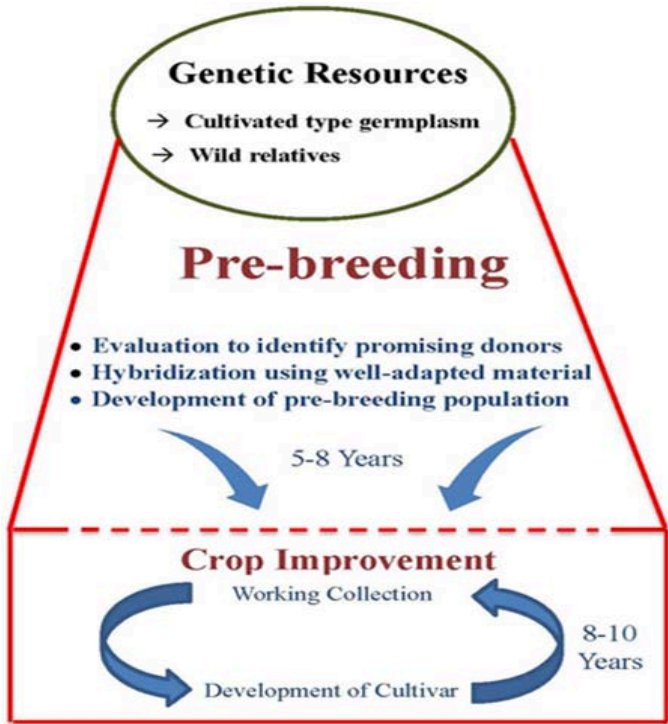 Genetic Resources
→ Cultivated type germplasm
→ Wild relatives
Pre-breeding
• Evaluation to identify promising donors
• Hybridization using well-adapted material
• Development of pre-breeding population
5-8 Years
Crop Improvement
Working Collection
8-10
Years
Development of Cultivar